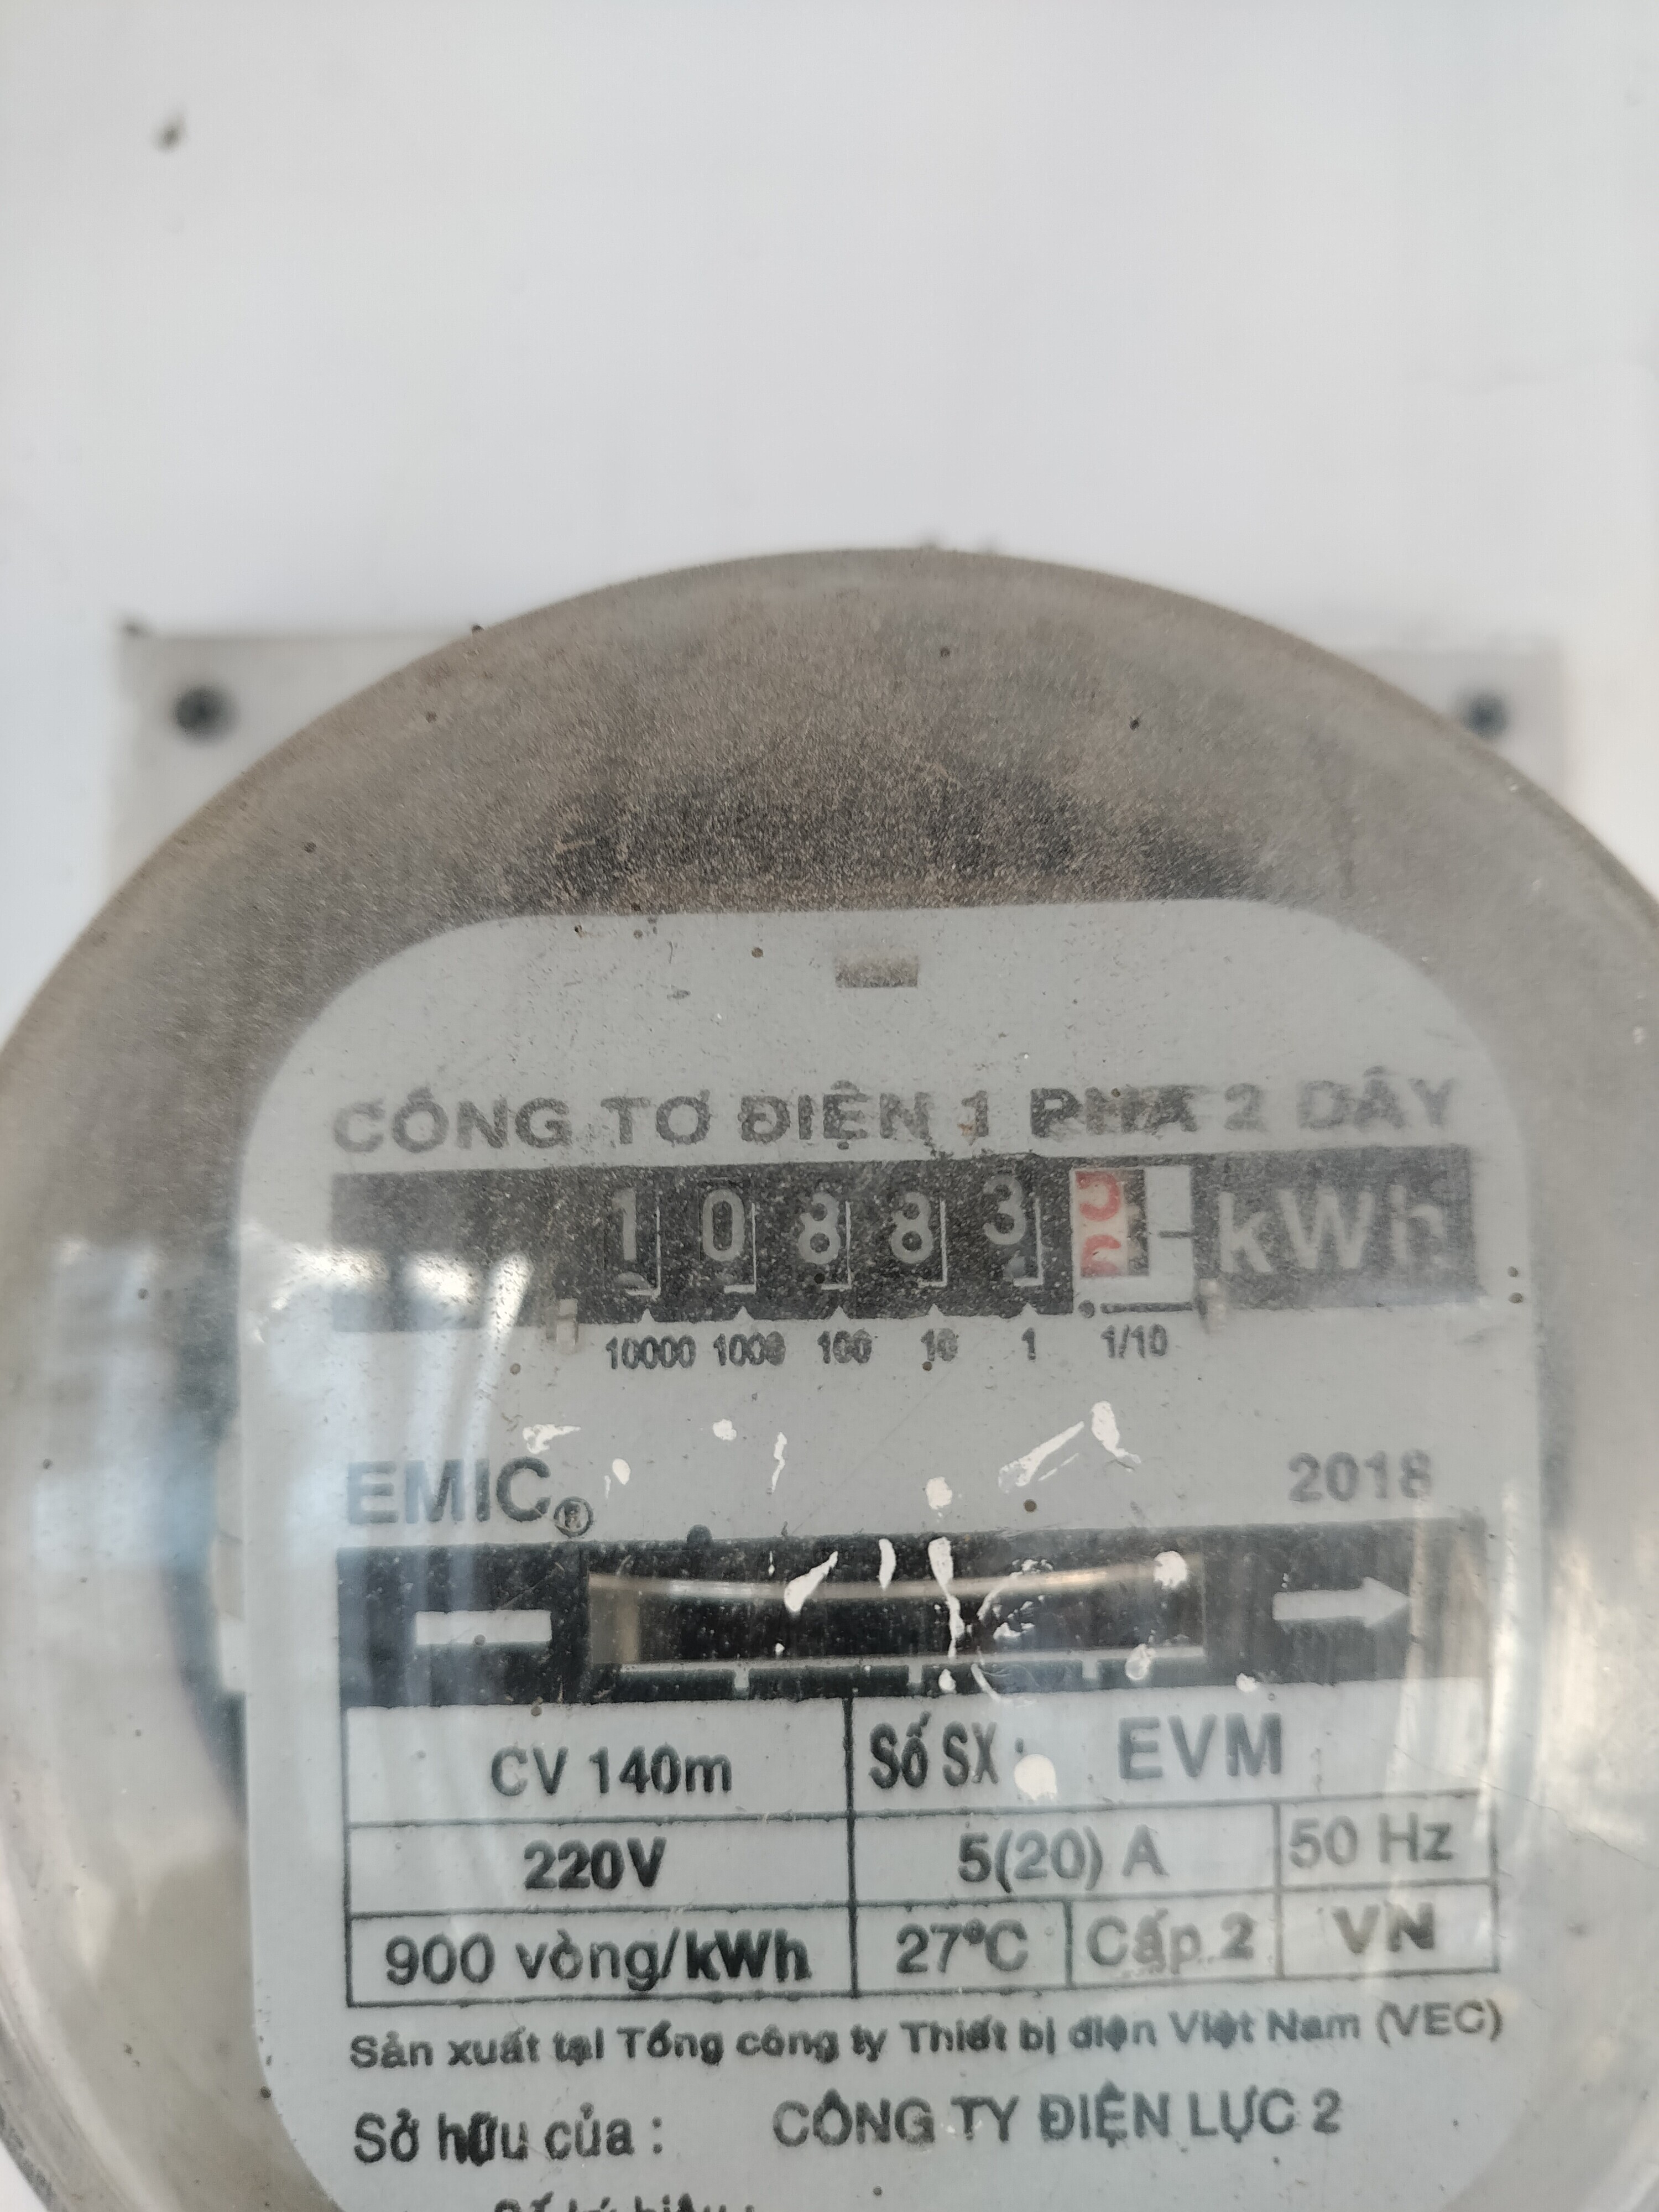 CÔNG TƠ ĐIỆN 1 PHA 2 DÂY
10883 kWh
10000 1000 100 10 1 1/10
EMIC® 2018
CV 140m Số SX : EVM
220V 5(20) A 50 Hz
900 vòng/kWh 27°C Cấp 2 VN
Sản xuất tại Tổng công ty Thiết bị điện Việt Nam (VEC)
Sở hữu của : CÔNG TY ĐIỆN LỰC 2